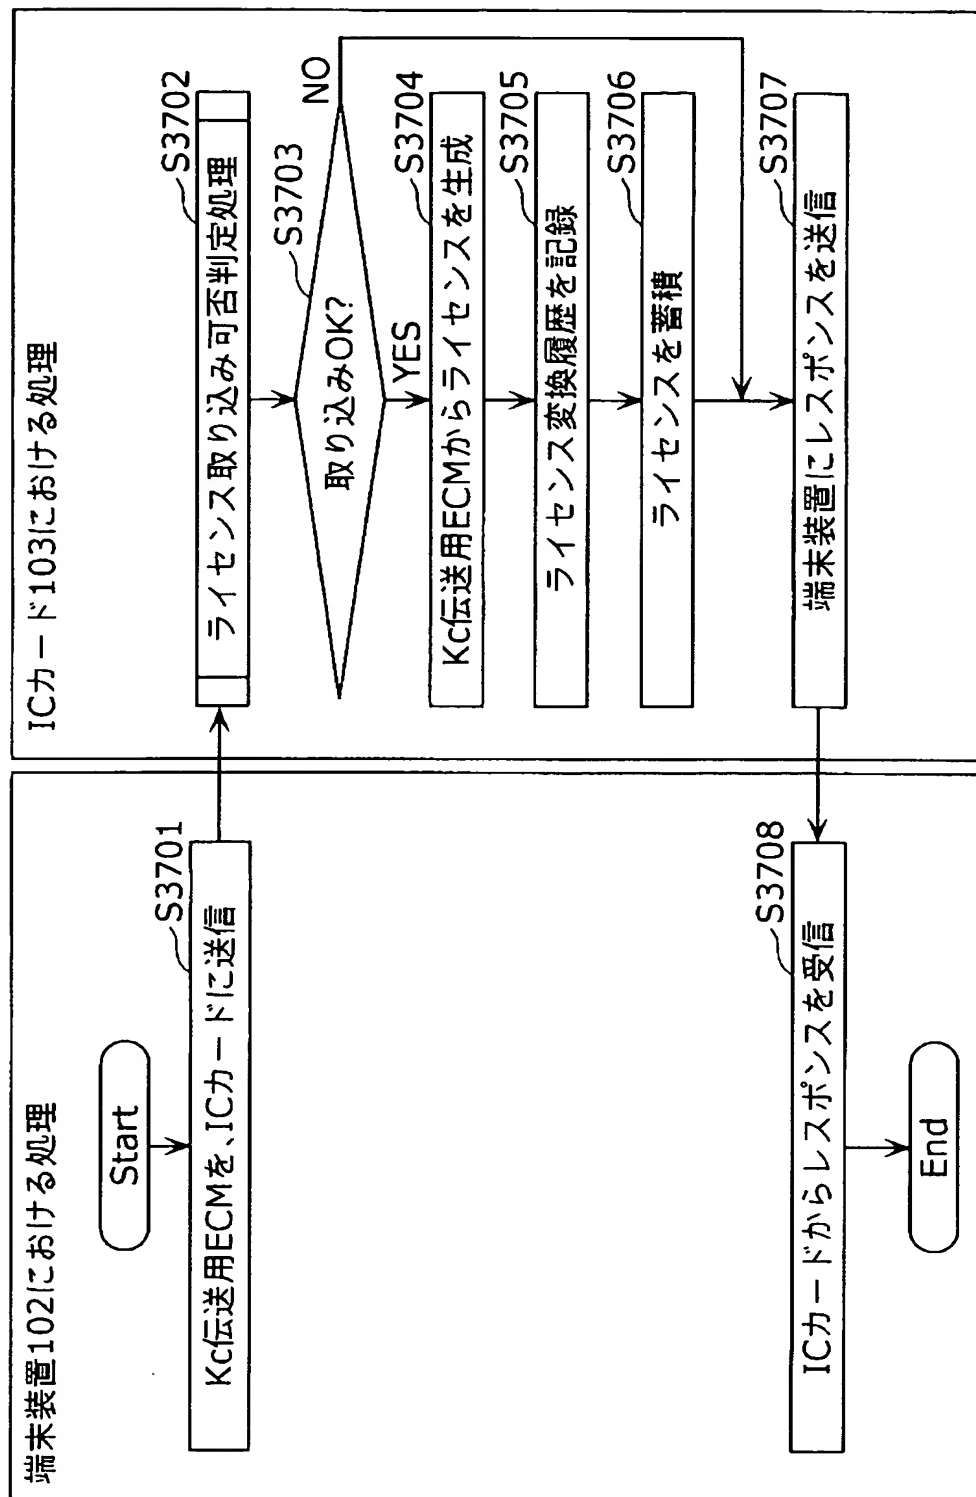 端末装置102における処理
Start
S3701
Kc伝送用ECMを、ICカードに送信
S3708
ICカードからレスポンスを受信
End
ICカード103における処理
S3702
ライセンス取り込み可否判定処理
S3703
取り込みOK?
NO
YES
S3704
Kc伝送用ECMからライセンスを生成
S3705
ライセンス変換履歴を記録
S3706
ライセンスを蓄積
S3707
端末装置にレスポンスを送信